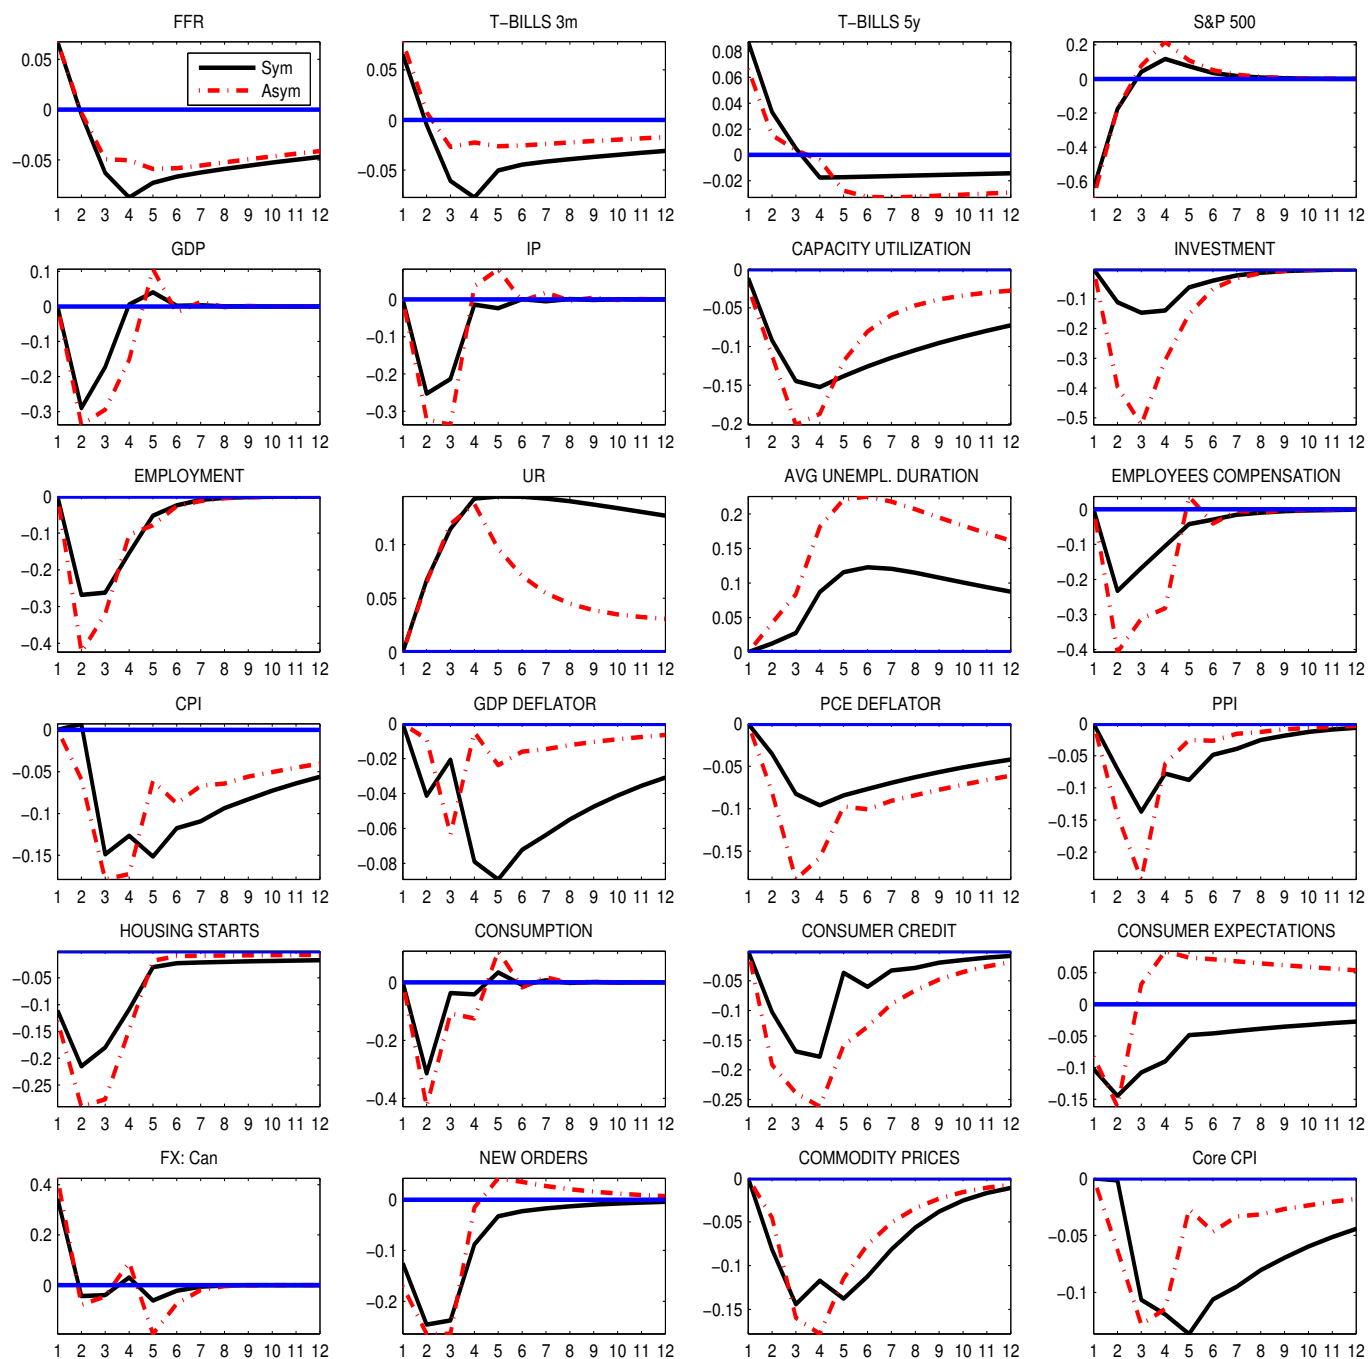 FFR T-BILLS 3m T-BILLS 5y S&P 500
0.05 0 −0.05
Sym
Asym
1 2 3 4 5 6 7 8 9 10 11 12
0.05 0 −0.05
1 2 3 4 5 6 7 8 9 10 11 12
0.08 0.06 0.04 0.02 0 −0.02
1 2 3 4 5 6 7 8 9 10 11 12
0.2 0 −0.2 −0.4 −0.6
1 2 3 4 5 6 7 8 9 10 11 12
GDP IP CAPACITY UTILIZATION INVESTMENT
0.1 0 −0.1 −0.2 −0.3
1 2 3 4 5 6 7 8 9 10 11 12
0 −0.1 −0.2 −0.3
1 2 3 4 5 6 7 8 9 10 11 12
0 −0.05 −0.1 −0.15 −0.2
1 2 3 4 5 6 7 8 9 10 11 12
−0.1 −0.2 −0.3 −0.4 −0.5
1 2 3 4 5 6 7 8 9 10 11 12
EMPLOYMENT UR AVG UNEMPL. DURATION EMPLOYEES COMPENSATION
0 −0.1 −0.2 −0.3 −0.4
1 2 3 4 5 6 7 8 9 10 11 12
0.1 0.05 0
1 2 3 4 5 6 7 8 9 10 11 12
0.2 0.15 0.1 0.05 0
1 2 3 4 5 6 7 8 9 10 11 12
0 −0.1 −0.2 −0.3 −0.4
1 2 3 4 5 6 7 8 9 10 11 12
CPI GDP DEFLATOR PCE DEFLATOR PPI
0 −0.05 −0.1 −0.15
1 2 3 4 5 6 7 8 9 10 11 12
0 −0.02 −0.04 −0.06 −0.08
1 2 3 4 5 6 7 8 9 10 11 12
0 −0.05 −0.1 −0.15
1 2 3 4 5 6 7 8 9 10 11 12
0 −0.05 −0.1 −0.15 −0.2
1 2 3 4 5 6 7 8 9 10 11 12
HOUSING STARTS CONSUMPTION CONSUMER CREDIT CONSUMER EXPECTATIONS
−0.05 −0.1 −0.15 −0.2 −0.25
1 2 3 4 5 6 7 8 9 10 11 12
0 −0.2 −0.4
1 2 3 4 5 6 7 8 9 10 11 12
0 −0.05 −0.1 −0.15 −0.2 −0.25
1 2 3 4 5 6 7 8 9 10 11 12
0.05 0 −0.05 −0.1 −0.15
1 2 3 4 5 6 7 8 9 10 11 12
FX: Can NEW ORDERS COMMODITY PRICES Core CPI
0.4 0.2 0
1 2 3 4 5 6 7 8 9 10 11 12
0 −0.1 −0.2
1 2 3 4 5 6 7 8 9 10 11 12
0 −0.05 −0.1 −0.15
1 2 3 4 5 6 7 8 9 10 11 12
0 −0.05 −0.1
1 2 3 4 5 6 7 8 9 10 11 12